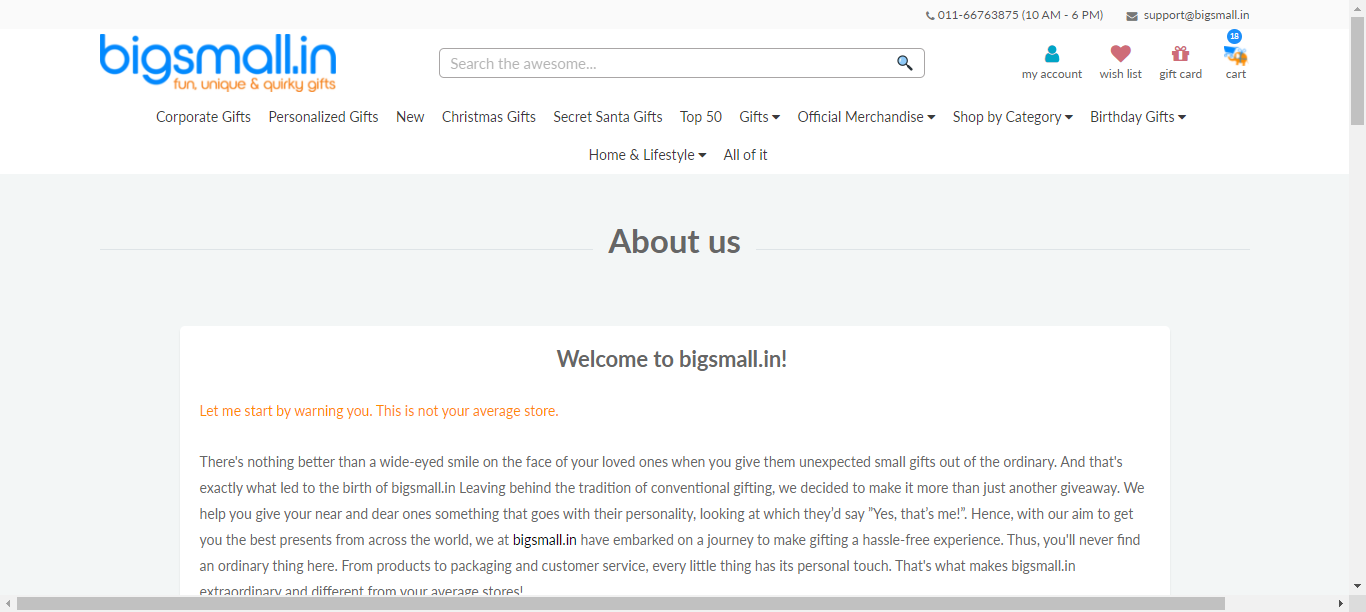 011-66763875 (10 AM - 6 PM) support@bigsmall.in
bigsmall.in
fun, unique & quirky gifts
Search the awesome...
18
my account wish list gift card cart
Corporate Gifts Personalized Gifts New Christmas Gifts Secret Santa Gifts Top 50 Gifts Official Merchandise Shop by Category Birthday Gifts
Home & Lifestyle All of it
About us
Welcome to bigsmall.in!
Let me start by warning you. This is not your average store.
There's nothing better than a wide-eyed smile on the face of your loved ones when you give them unexpected small gifts out of the ordinary. And that's
exactly what led to the birth of bigsmall.in Leaving behind the tradition of conventional gifting, we decided to make it more than just another giveaway. We
help you give your near and dear ones something that goes with their personality, looking at which they'd say ”Yes, that’s me!”. Hence, with our aim to get
you the best presents from across the world, we at bigsmall.in have embarked on a journey to make gifting a hassle-free experience. Thus, you'll never find
an ordinary thing here. From products to packaging and customer service, every little thing has its personal touch. That's what makes bigsmall.in
extraordinary and different from your average stores!